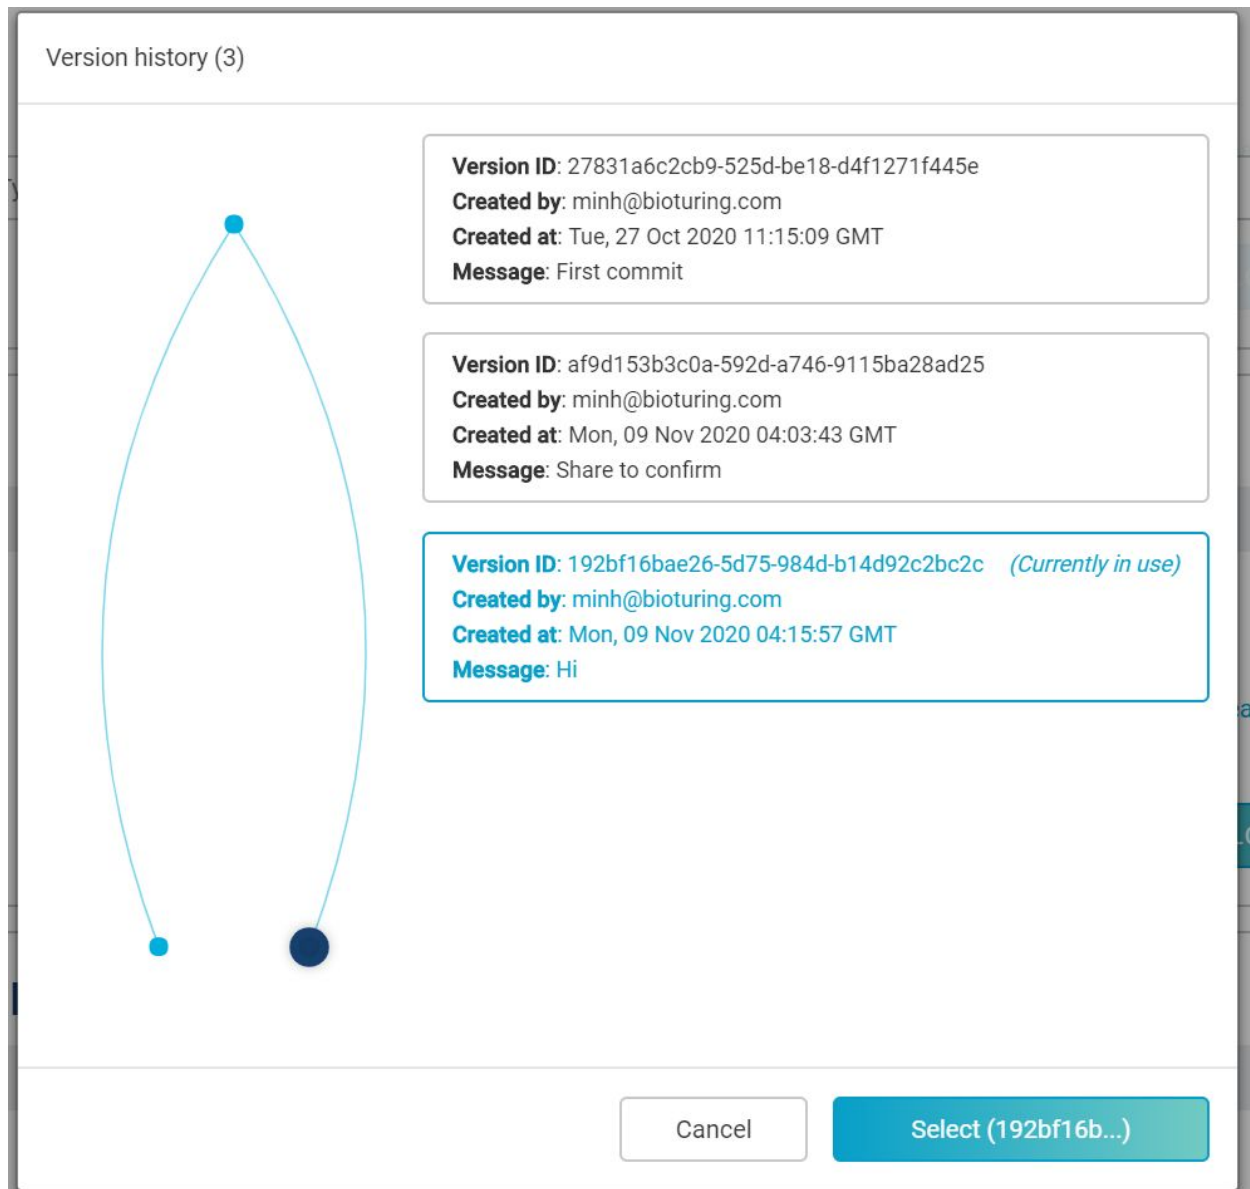 Version history (3)
Version ID: 27831a6c2cb9-525d-be18-d4f1271f445e
Created by: minh@bioturing.com
Created at: Tue, 27 Oct 2020 11:15:09 GMT
Message: First commit
Version ID: af9d153b3c0a-592d-a746-9115ba28ad25
Created by: minh@bioturing.com
Created at: Mon, 09 Nov 2020 04:03:43 GMT
Message: Share to confirm
Version ID: 192bf16bae26-5d75-984d-b14d92c2bc2c (Currently in use)
Created by: minh@bioturing.com
Created at: Mon, 09 Nov 2020 04:15:57 GMT
Message: Hi
Cancel
Select (192bf16b...)